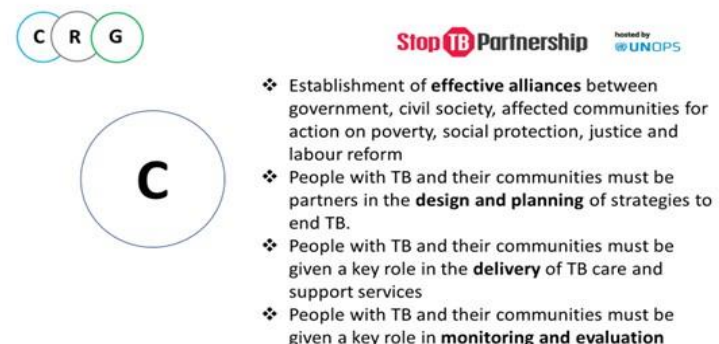 C R G
Stop TB Partnership
hosted by
UNOPS
C
❖ Establishment of effective alliances between
government, civil society, affected communities for
action on poverty, social protection, justice and
labour reform
❖ People with TB and their communities must be
partners in the design and planning of strategies to
end TB.
❖ People with TB and their communities must be
given a key role in the delivery of TB care and
support services
❖ People with TB and their communities must be
given a key role in monitoring and evaluation